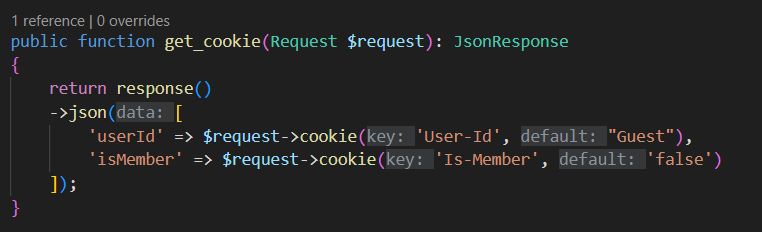 1 reference | 0 overrides
public function get_cookie(Request $request): JsonResponse
{
    return response()
    ->json(data: [
        'userId' => $request->cookie(key: 'User-Id', default: "Guest"),
        'isMember' => $request->cookie(key: 'Is-Member', default: 'false')
    ]);
}